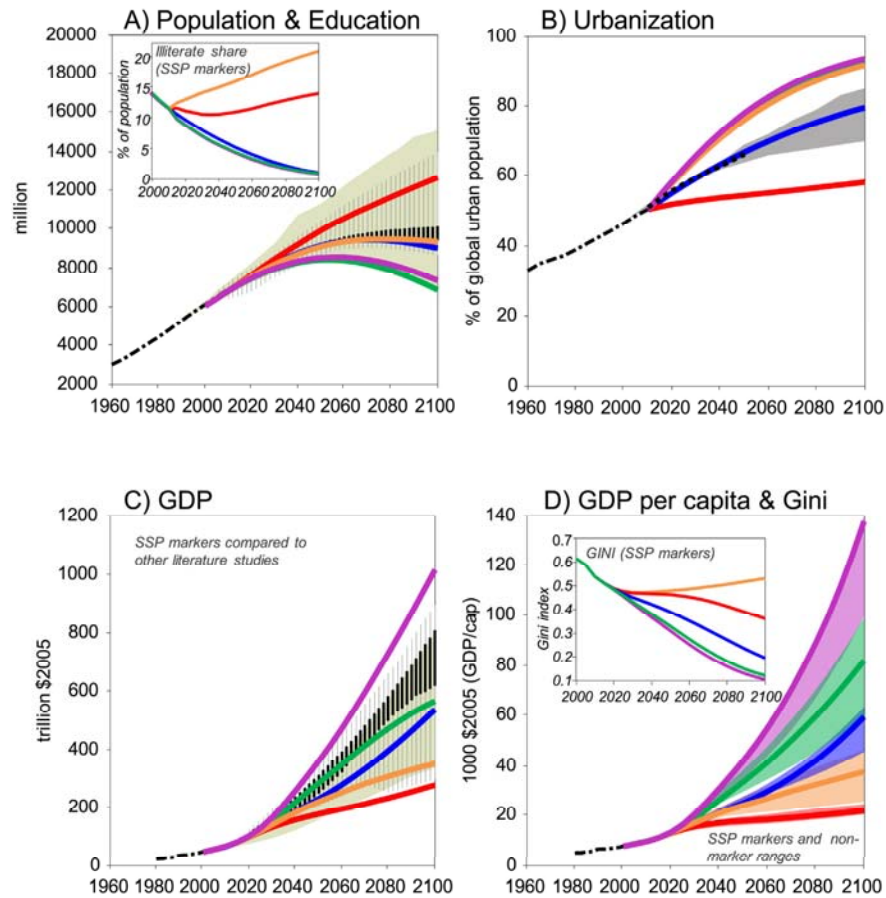 A) Population & Education
20000
18000
16000
14000
12000
10000
8000
6000
4000
2000
million
1960 1980 2000 2020 2040 2060 2080 2100
Illiterate share
(SSP markers)
% of population
20
15
10
5
0
2000 2020 2040 2060 2080 2100
B) Urbanization
100
80
60
40
20
0
% of global urban population
1960 1980 2000 2020 2040 2060 2080 2100
C) GDP
SSP markers compared to
other literature studies
1200
1000
800
600
400
200
0
trillion $2005
1960 1980 2000 2020 2040 2060 2080 2100
D) GDP per capita & Gini
140
120
100
80
60
40
20
0
1000 $2005 (GDP/cap)
GINI (SSP markers)
Gini index
0.7
0.6
0.5
0.4
0.3
0.2
0.1
2000 2020 2040 2060 2080 2100
SSP markers and non-
marker ranges
1960 1980 2000 2020 2040 2060 2080 2100